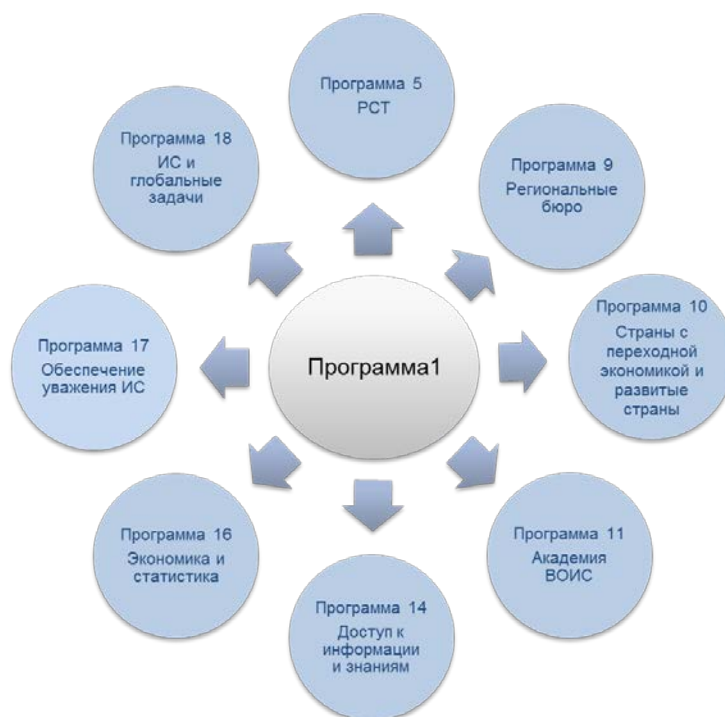 Программа 5
РСТ
Программа 18
ИС и
глобальные
задачи
Программа 9
Региональные
бюро
Программа 17
Обеспечение
уважения ИС
Программа1
Программа 10
Страны с
переходной
экономикой и
развитые
страны
Программа 16
Экономика и
статистика
Программа 11
Академия
ВОИС
Программа 14
Доступ к
информации
и знаниям